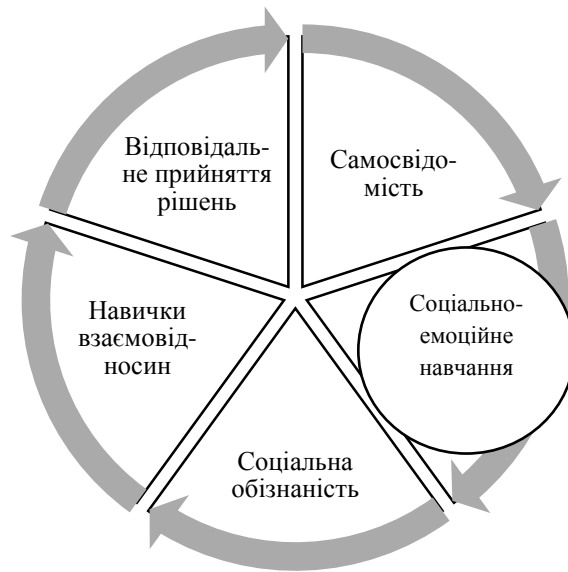 Відповідаль-
не прийняття
рішень
Самосвідо-
мість
Соціально-
емоційне
навчання
Соціальна
обізнаність
Навички
взаємовід-
носин